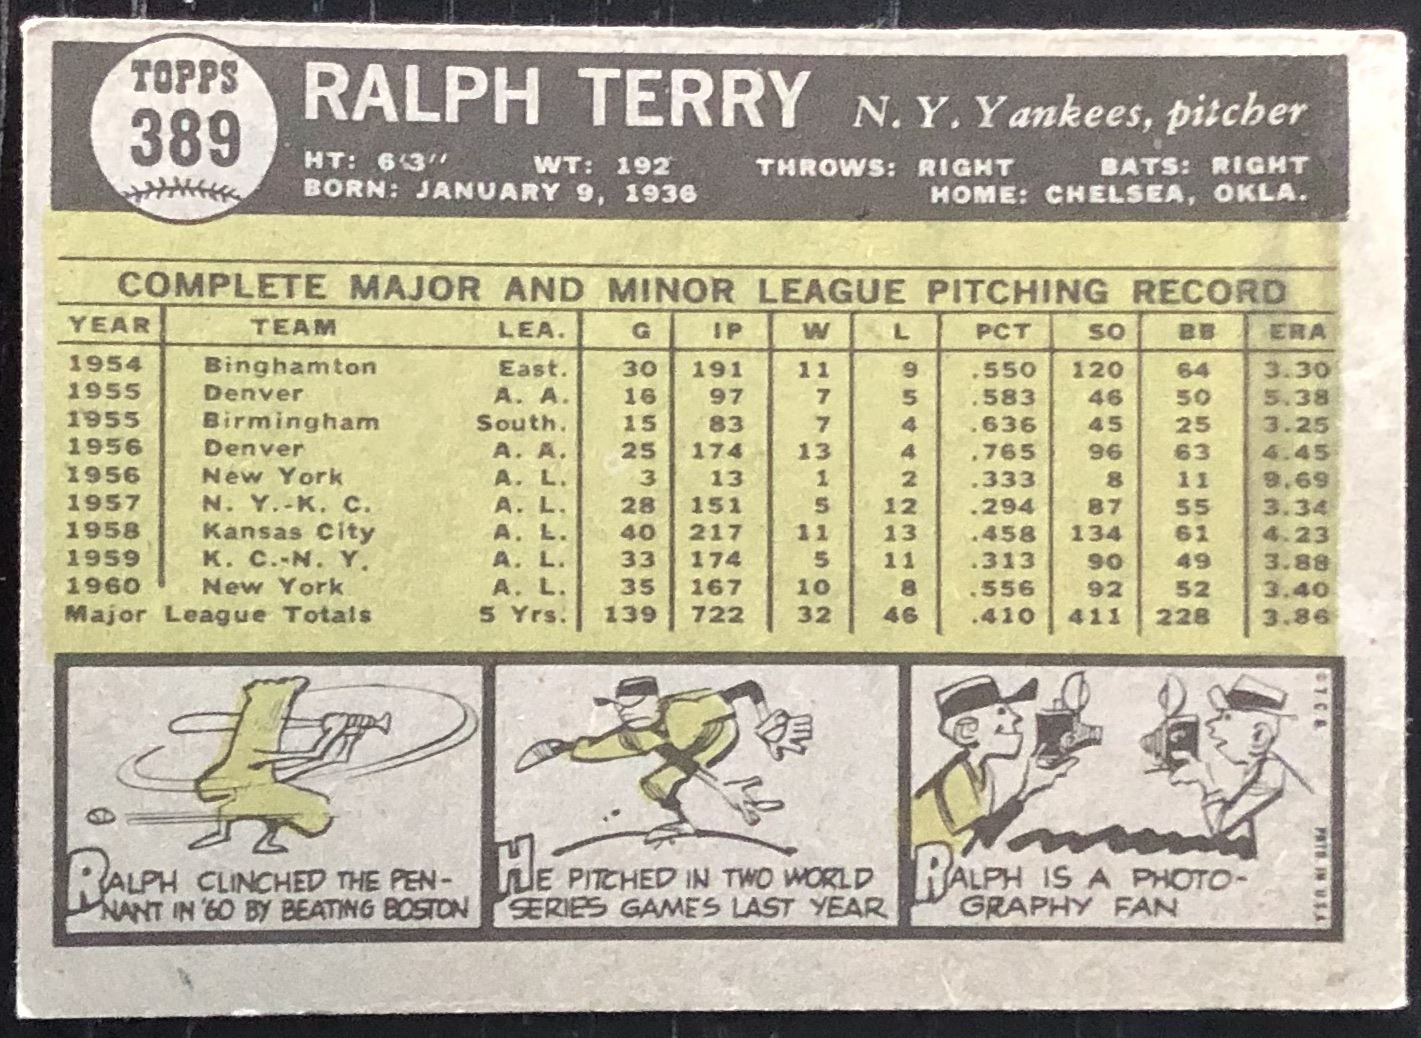 TOPPS
389
RALPH TERRY N. Y. Yankees, pitcher
HT: 6'3" WT: 192 THROWS: RIGHT BATS: RIGHT
BORN: JANUARY 9, 1936 HOME: CHELSEA, OKLA.
COMPLETE MAJOR AND MINOR LEAGUE PITCHING RECORD
YEAR TEAM LEA. G IP W L PCT SO BB ERA
1954 Binghamton East. 30 191 11 9 .550 120 64 3.30
1955 Denver A. A. 16 97 7 5 .583 46 50 5.38
1955 Birmingham South. 15 83 7 4 .636 45 25 3.25
1956 Denver A. A. 25 174 13 4 .765 96 63 4.45
1956 New York A. L. 3 13 1 2 .333 8 11 9.69
1957 N. Y.-K. C. A. L. 28 151 5 12 .294 87 55 3.34
1958 Kansas City A. L. 40 217 11 13 .458 134 61 4.23
1959 K. C.-N. Y. A. L. 33 174 5 11 .313 90 49 3.88
1960 New York A. L. 35 167 10 8 .556 92 52 3.40
Major League Totals 5 Yrs. 139 722 32 46 .410 411 228 3.86
RALPH CLINCHED THE PEN-
NANT IN '60 BY BEATING BOSTON
HE PITCHED IN TWO WORLD
SERIES GAMES LAST YEAR
RALPH IS A PHOTO-
GRAPHY FAN
© T. C. G.
PRTD. IN U.S.A.